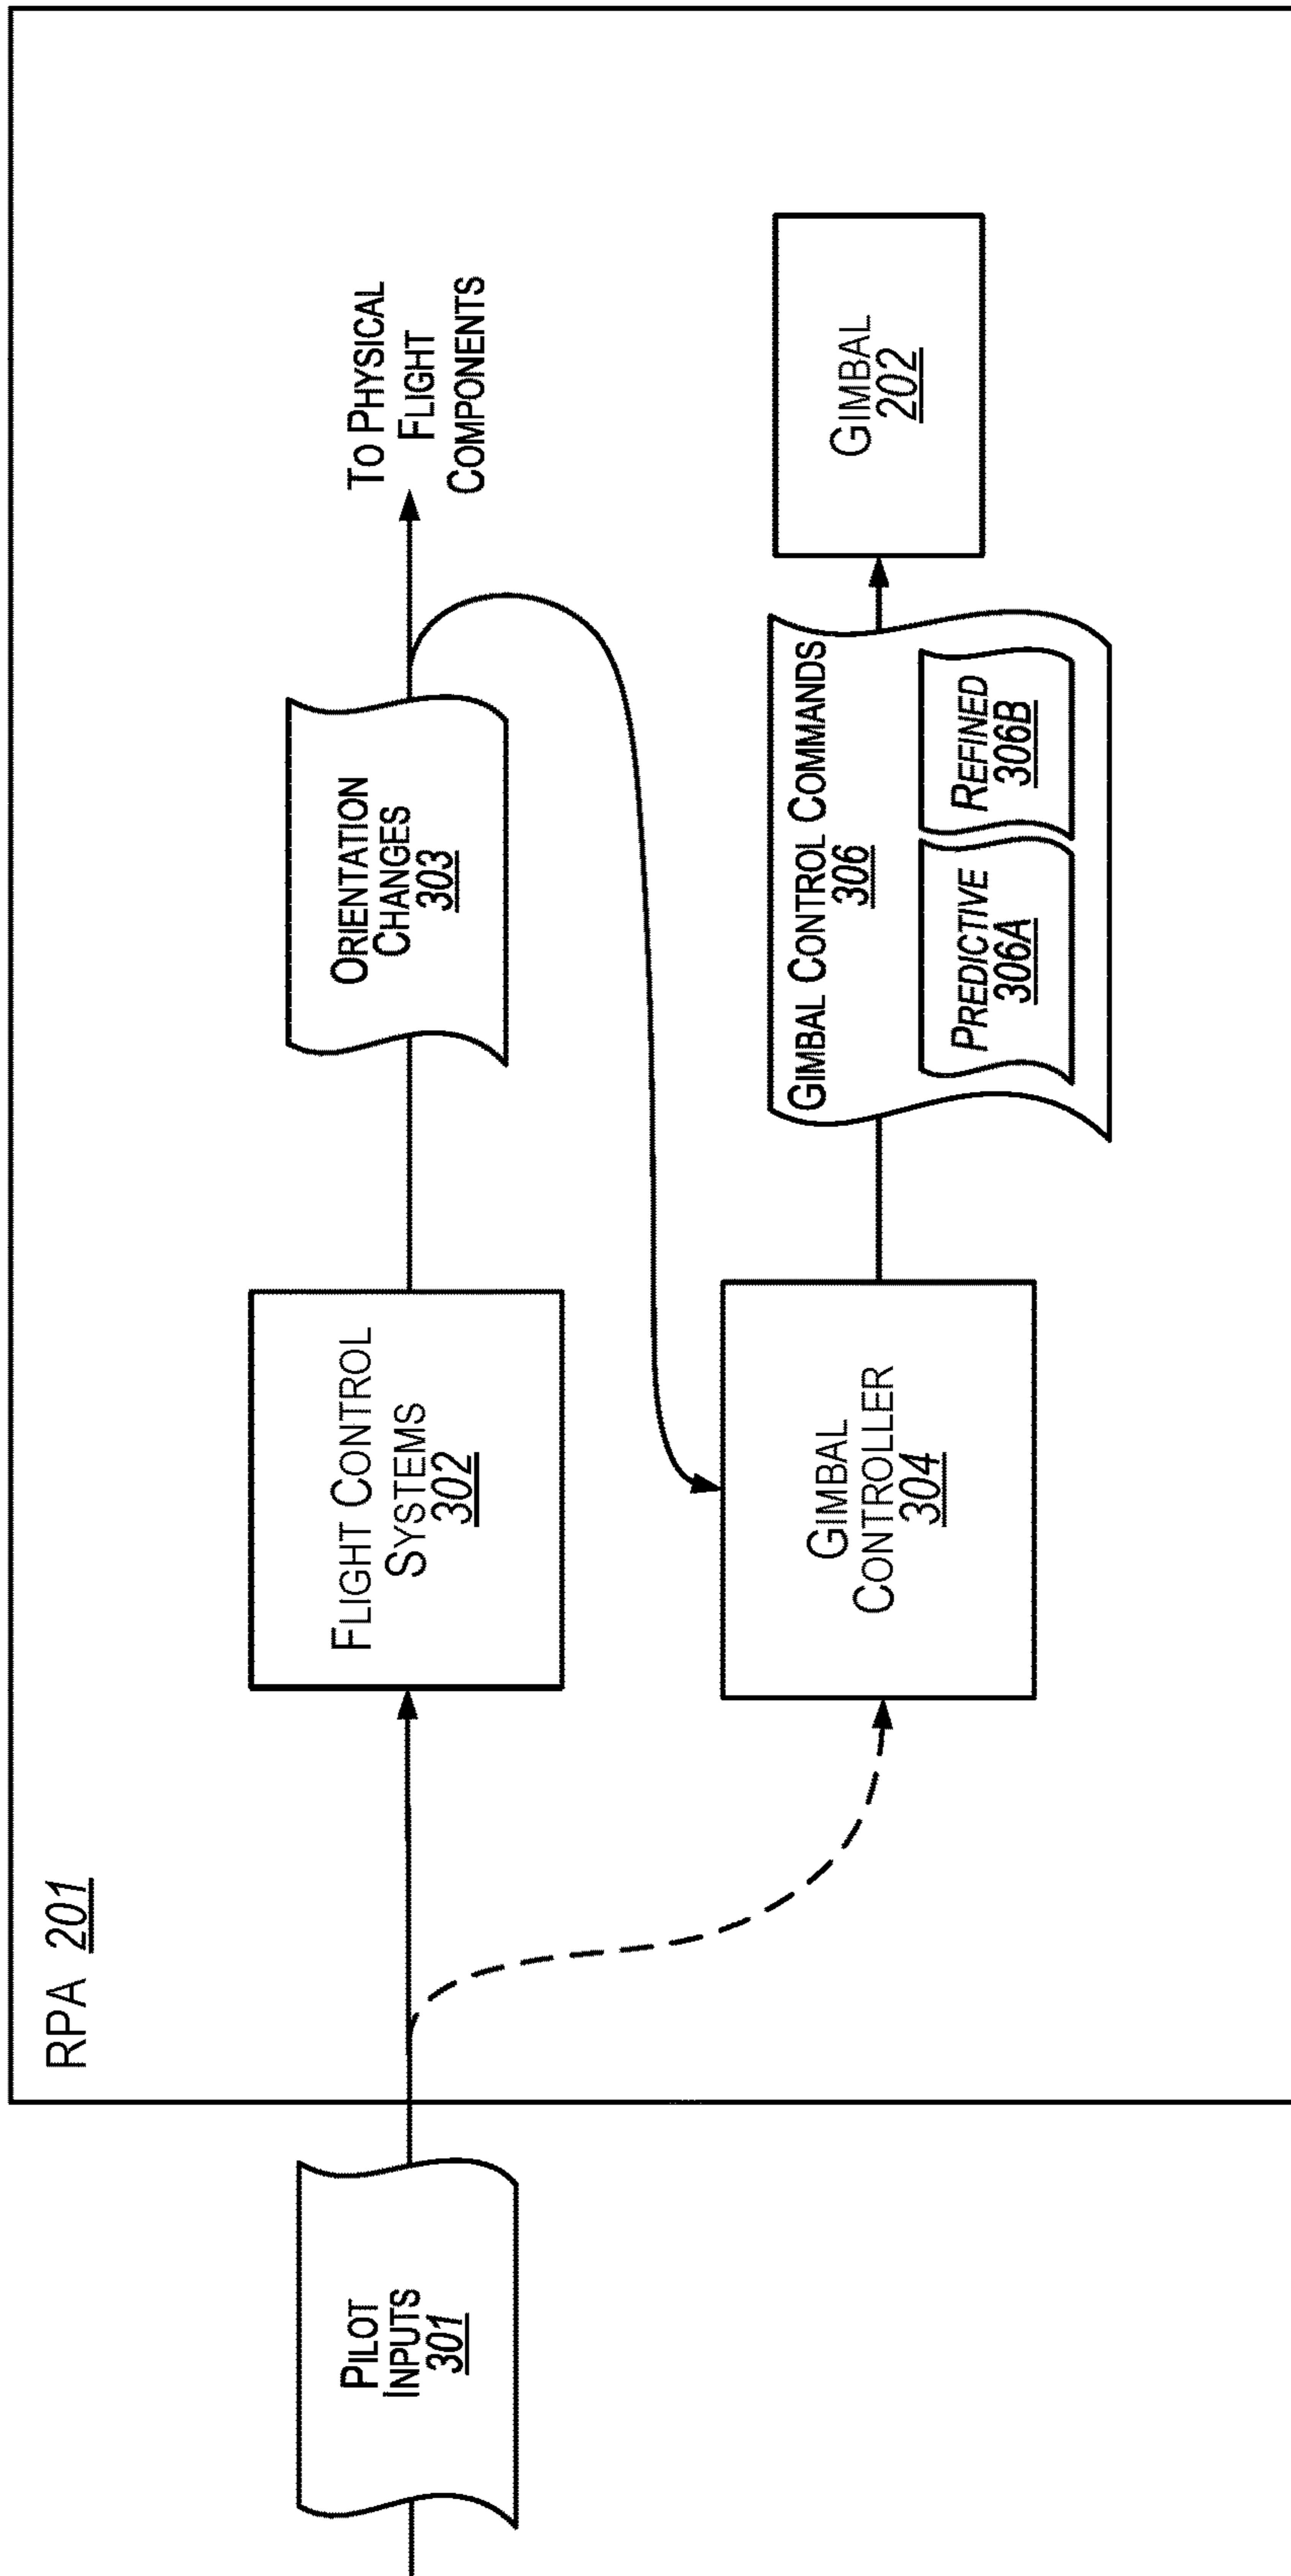 RPA 201
PILOT
INPUTS
301
FLIGHT CONTROL
SYSTEMS
302
ORIENTATION
CHANGES
303
TO PHYSICAL
FLIGHT
COMPONENTS
GIMBAL
CONTROLLER
304
GIMBAL CONTROL COMMANDS
306
PREDICTIVE
306A
REFINED
306B
GIMBAL
202